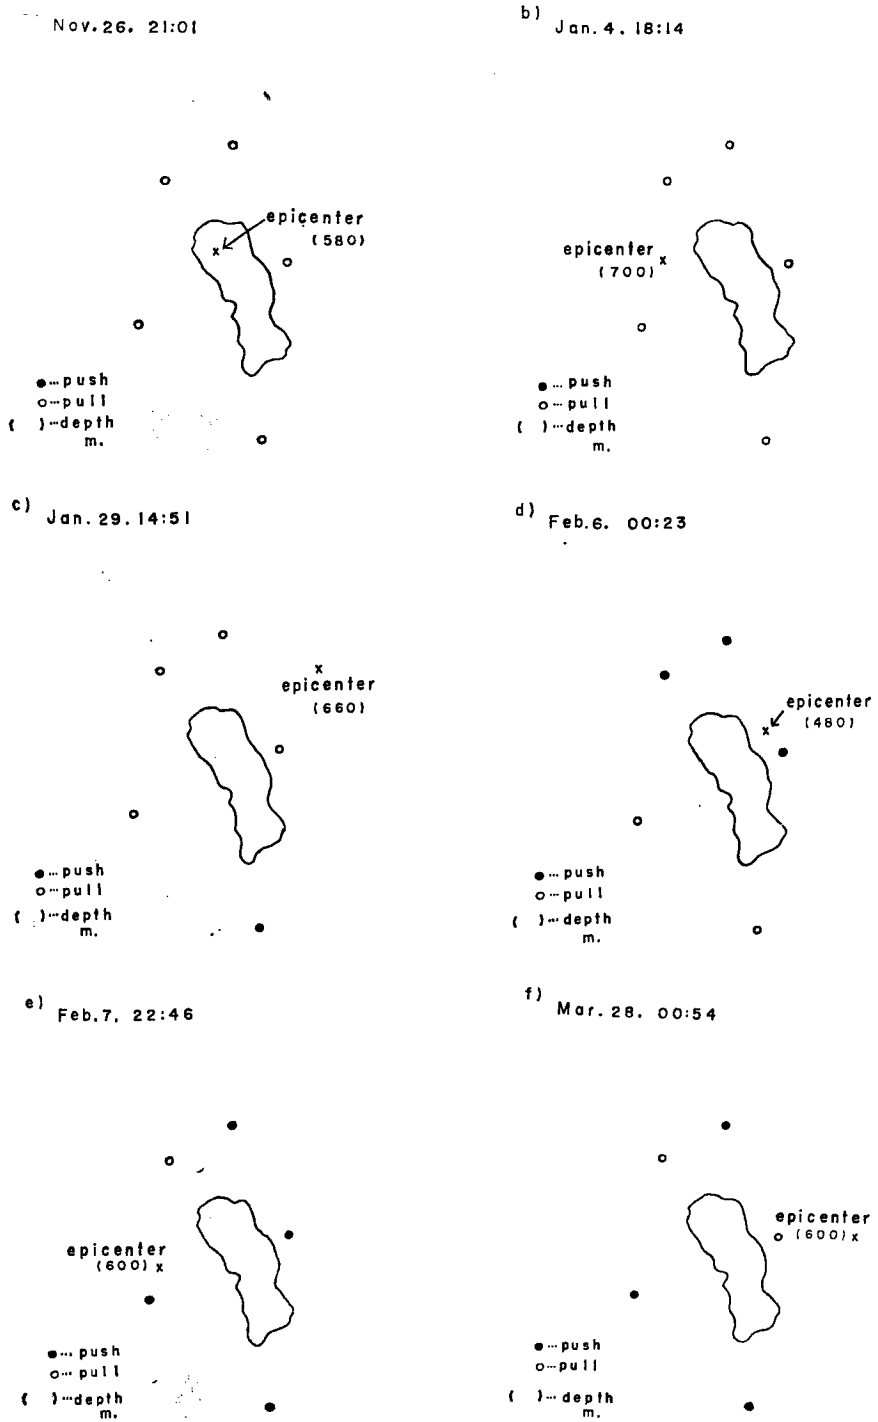 Nov. 26. 21:01
epicenter
(580)
●… push
○… pull
( )… depth
m.
b)
Jan. 4. 18:14
epicenter
(700)
x
●… push
○… pull
( )… depth
m.
c)
Jan. 29. 14:51
x
epicenter
(660)
●… push
○… pull
( )… depth
m.
d)
Feb. 6. 00:23
epicenter
(480)
x
●… push
○… pull
( )… depth
m.
e)
Feb. 7. 22:46
epicenter
(600) x
●… push
○… pull
( )… depth
m.
f)
Mar. 28. 00:54
epicenter
(600) x
●… push
○… pull
( )… depth
m.